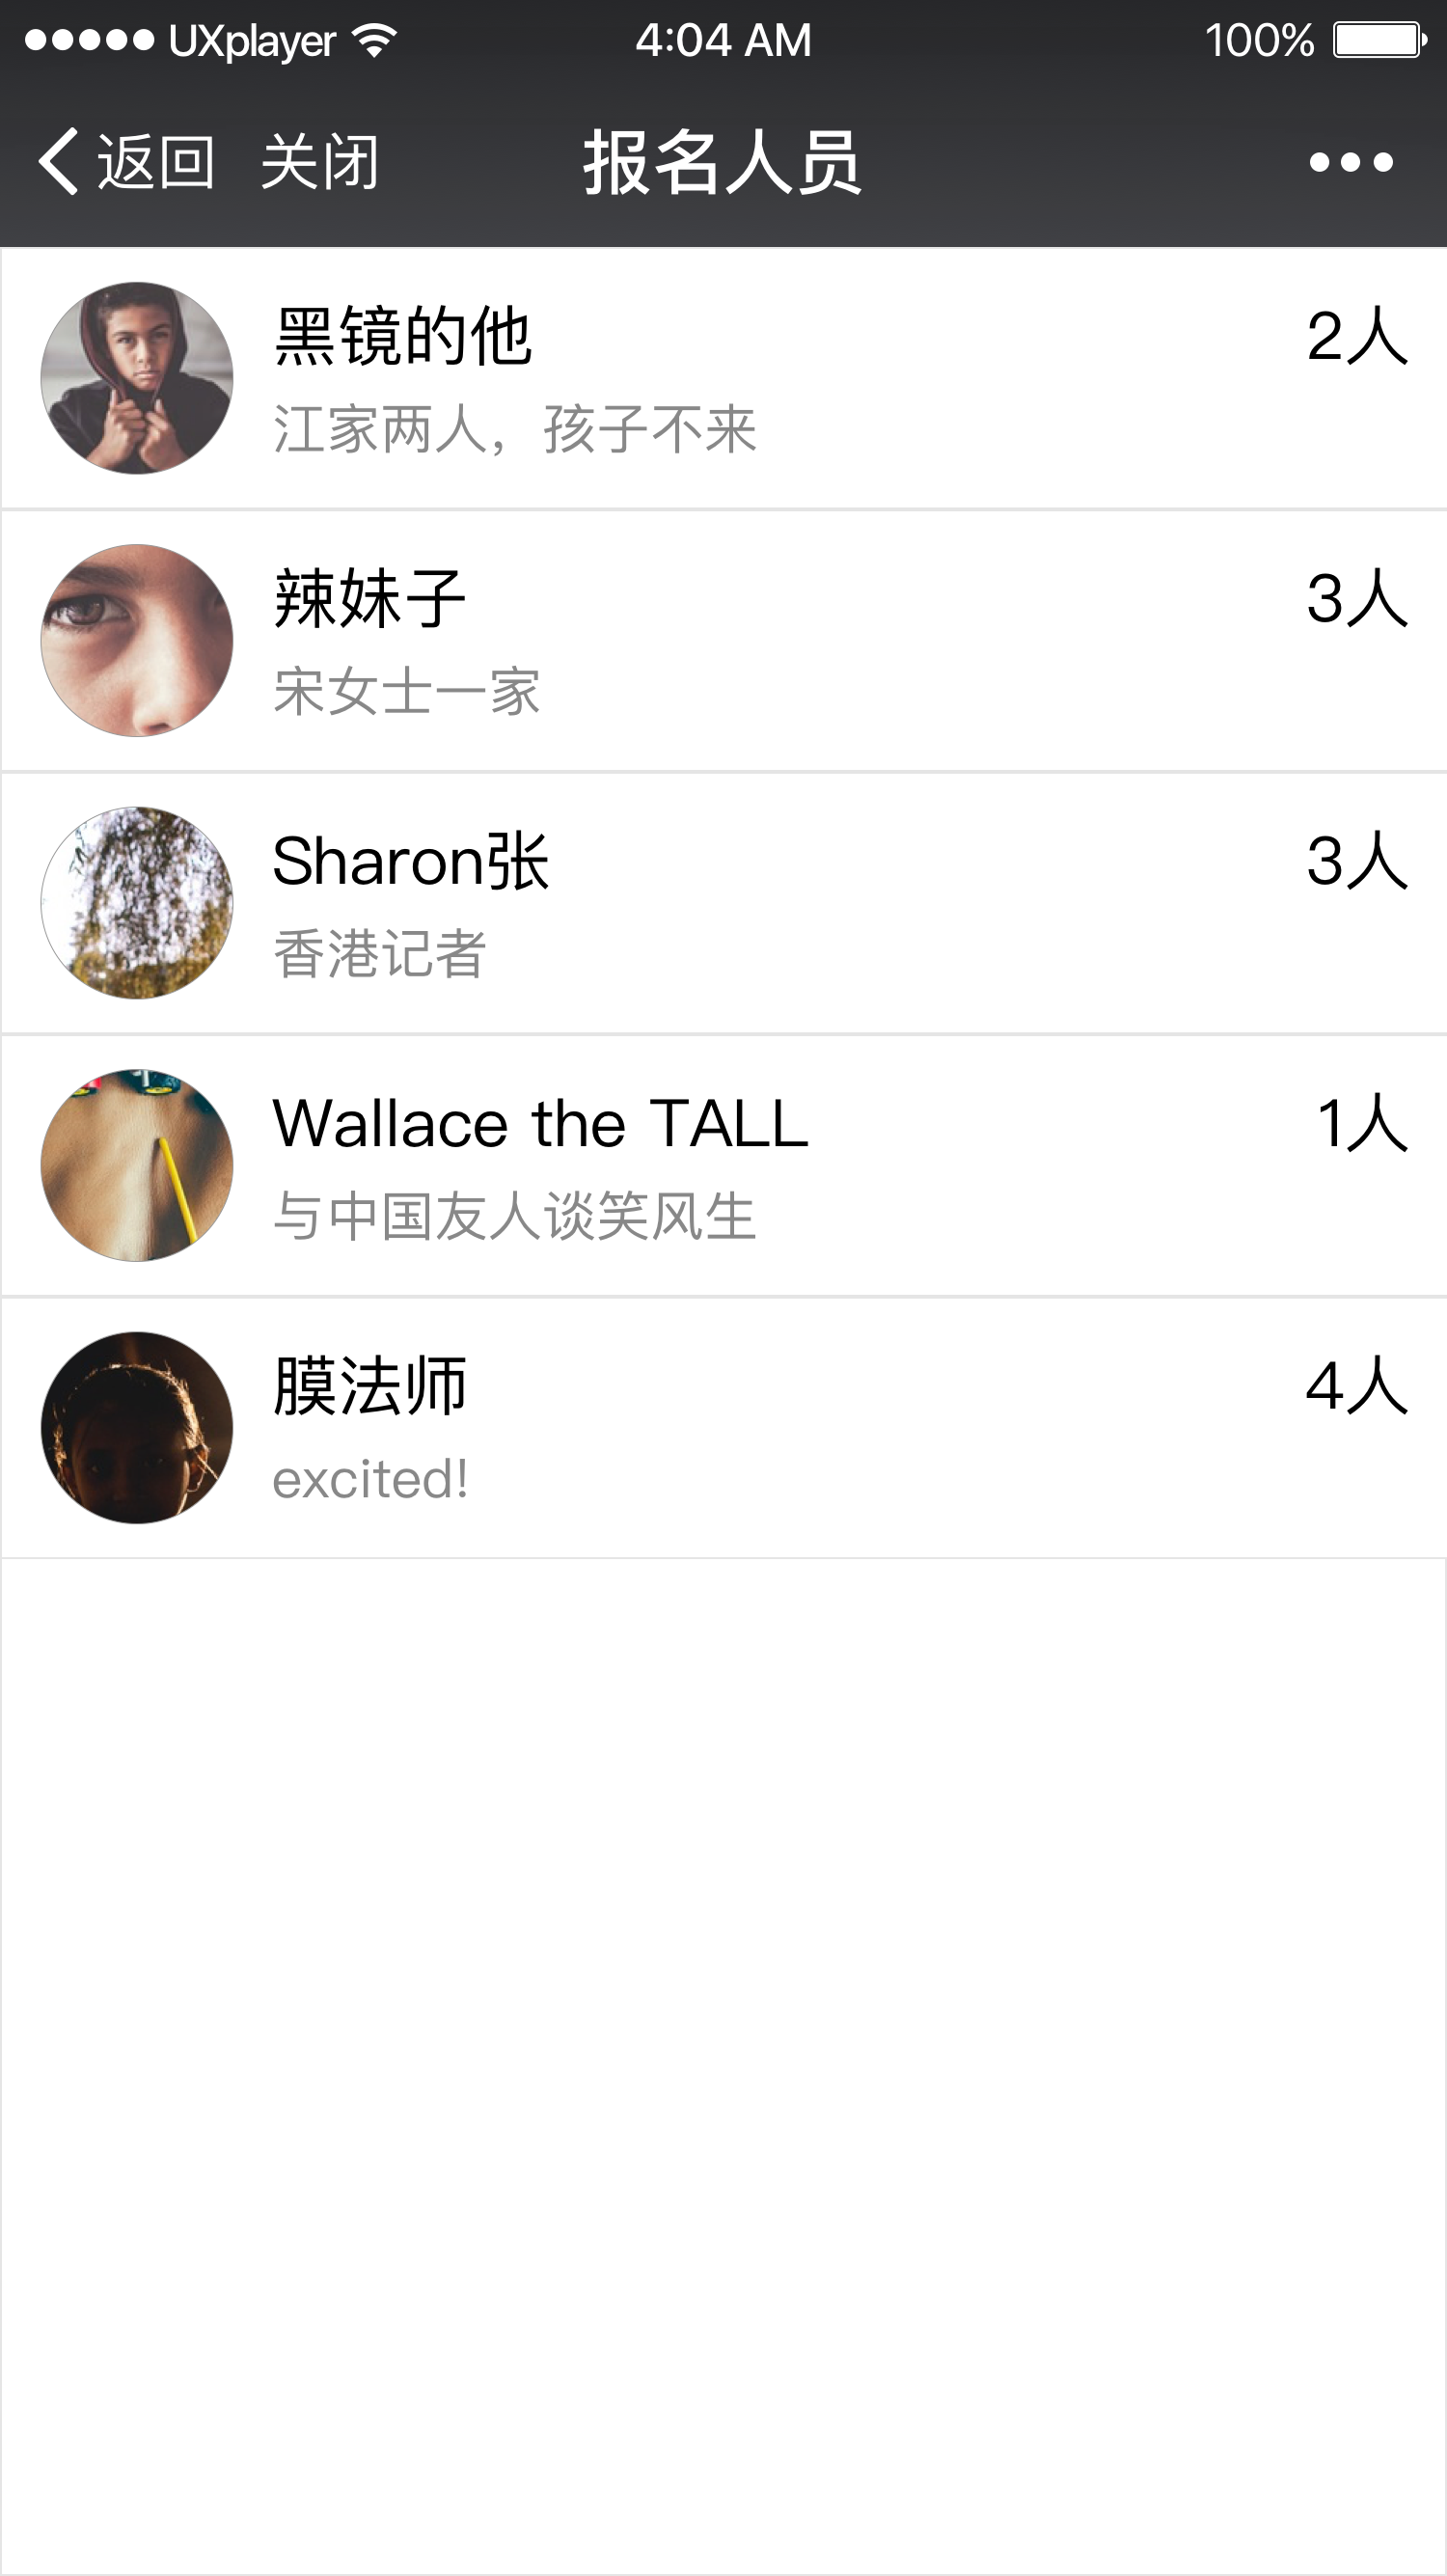 UXplayer 4:04 AM 100%
返回 关闭 报名人员
黑镜的他 2人
江家两人，孩子不来
辣妹子 3人
宋女士一家
Sharon张 3人
香港记者
Wallace the TALL 1人
与中国友人谈笑风生
膜法师 4人
excited!